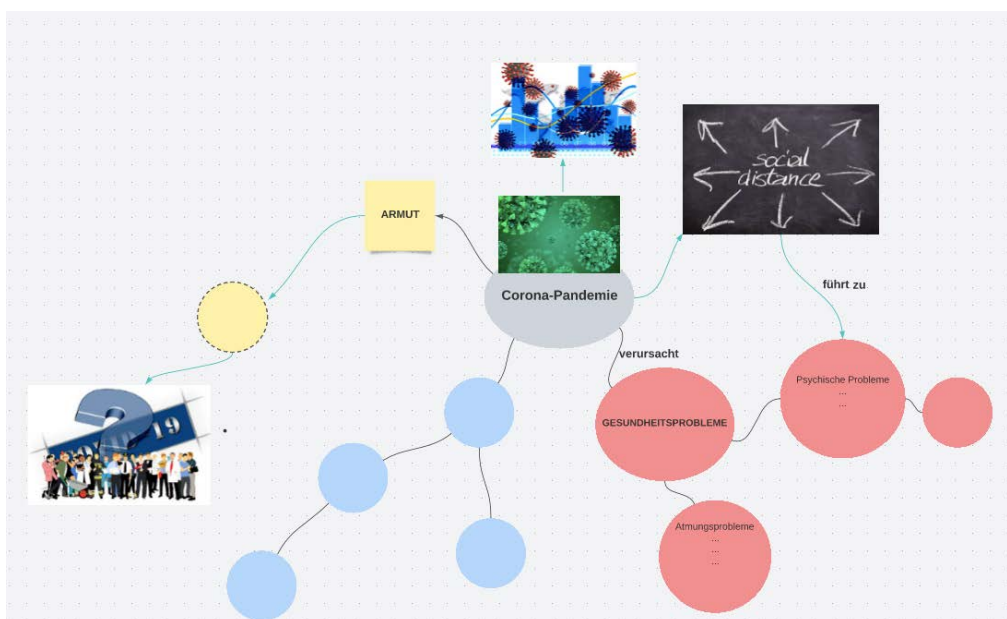 social
distance
ARMUT
führt zu
Corona-Pandemie
verursacht
Psychische Probleme
...
...
GESUNDHEITSPROBLEME
Atmungsprobleme
...
...
...
19